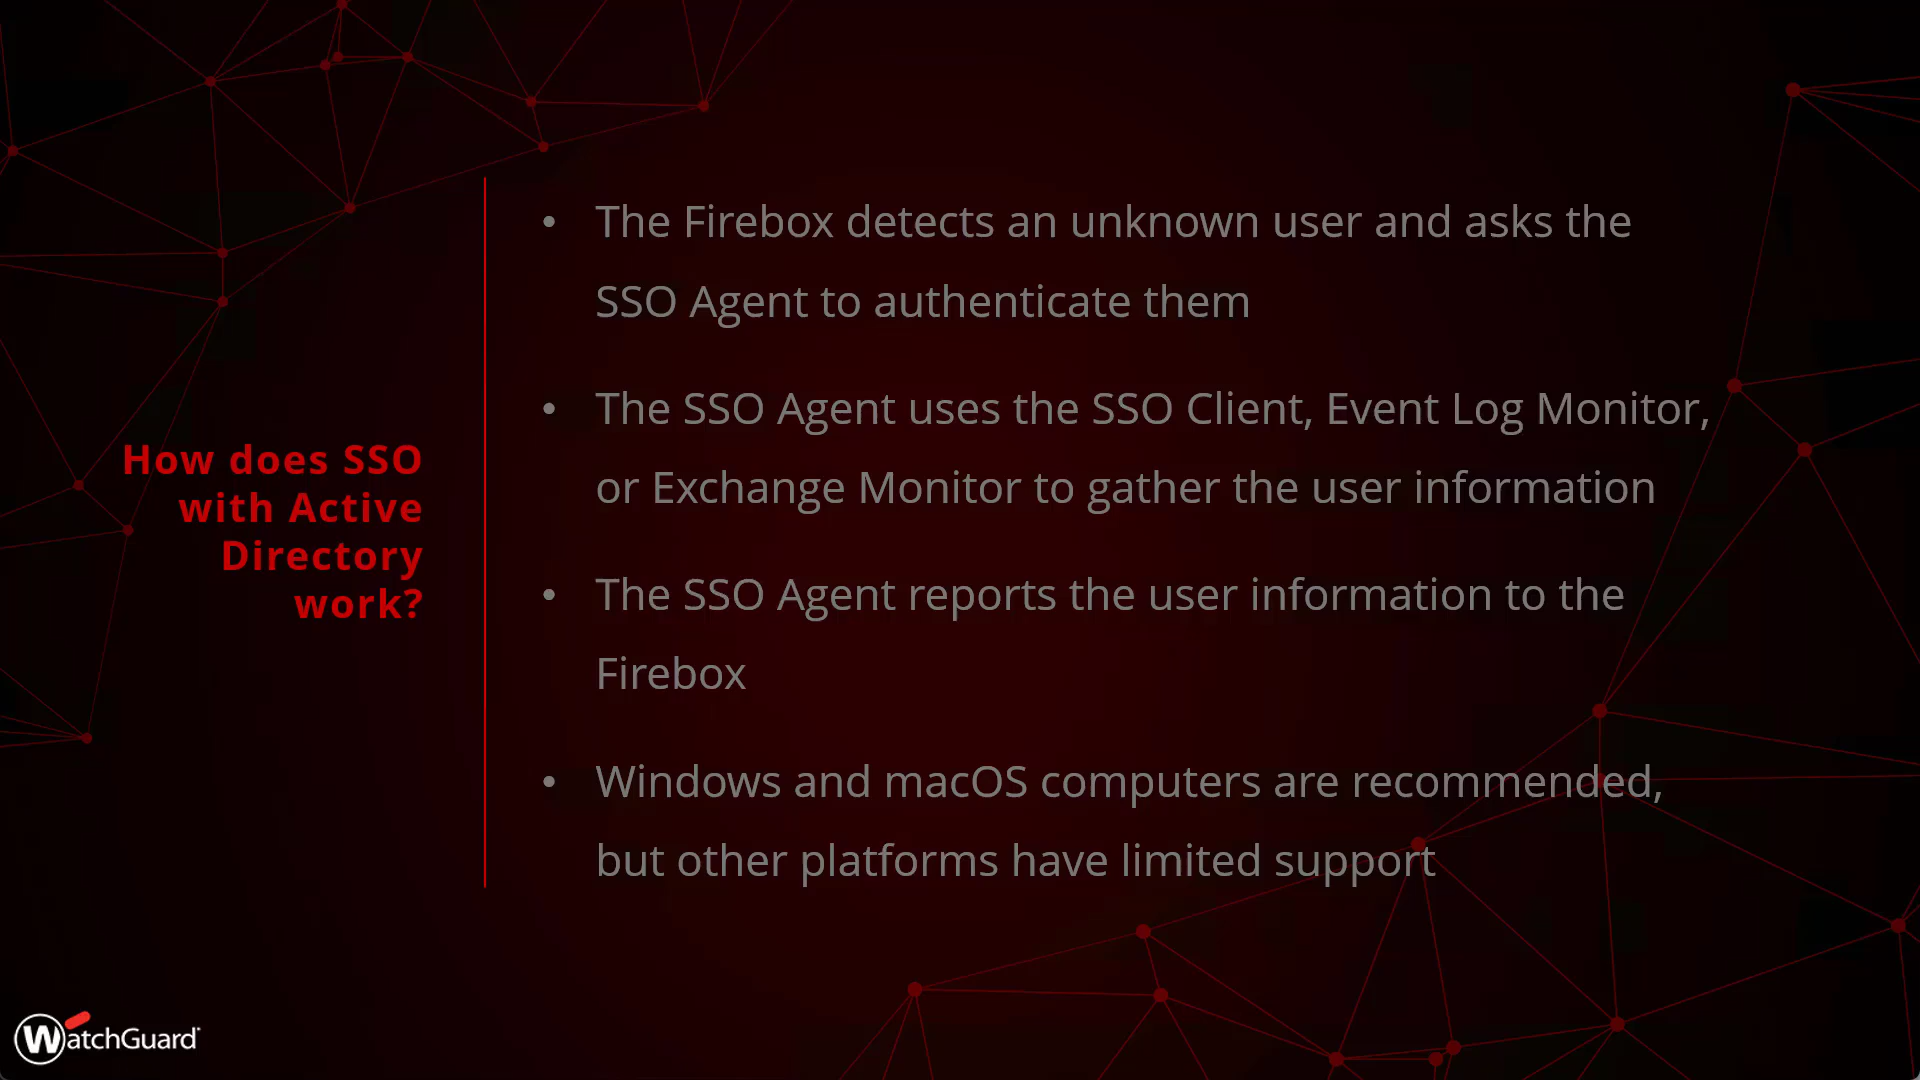 How does SSO
with Active
Directory
work?
• The Firebox detects an unknown user and asks the
SSO Agent to authenticate them
• The SSO Agent uses the SSO Client, Event Log Monitor,
or Exchange Monitor to gather the user information
• The SSO Agent reports the user information to the
Firebox
• Windows and macOS computers are recommended,
but other platforms have limited support
WatchGuard